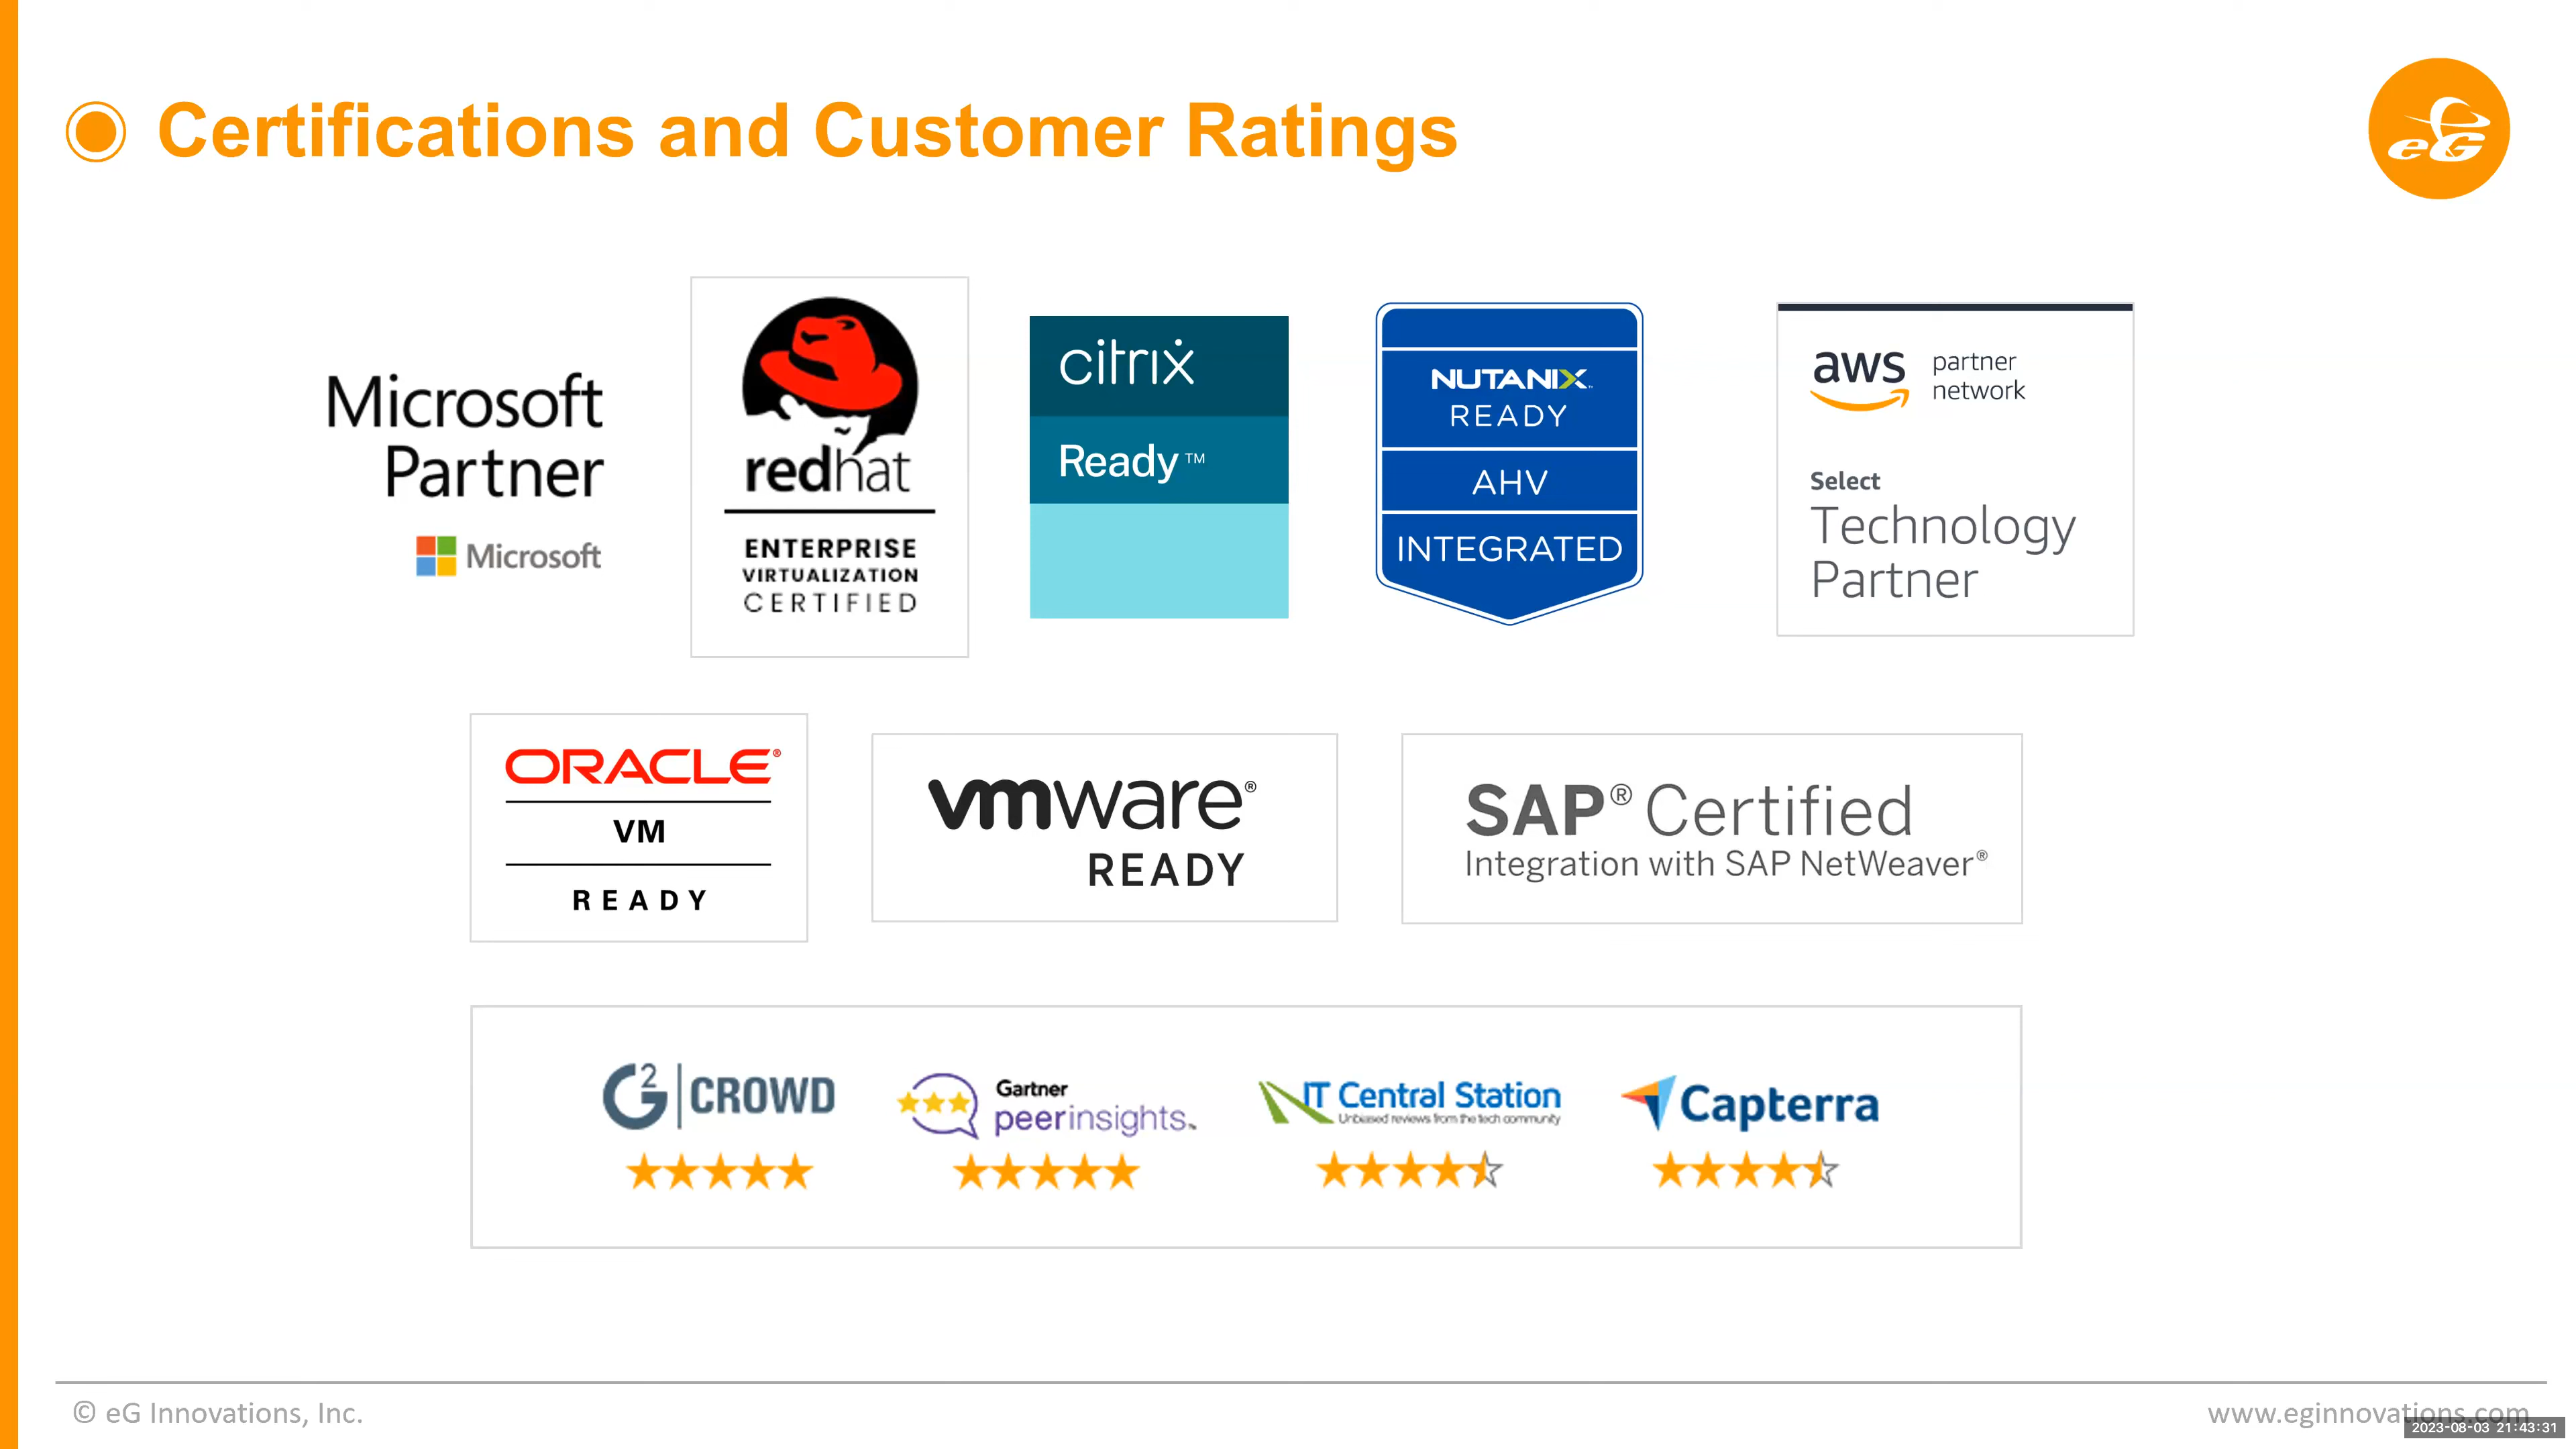 Certifications and Customer Ratings
eG
Microsoft
Partner
Microsoft
redhat
ENTERPRISE
VIRTUALIZATION
CERTIFIED
citrix
Ready™
NUTANIX™
READY
AHV
INTEGRATED
aws partner
network
Select
Technology
Partner
ORACLE®
VM
READY
vmware®
READY
SAP® Certified
Integration with SAP NetWeaver®
G2 | CROWD
Gartner
peerinsights™
IT Central Station
Unbiased reviews from the tech community
Capterra
© eG Innovations, Inc.
www.eginnovations.com
2023-08-03 21:43:31